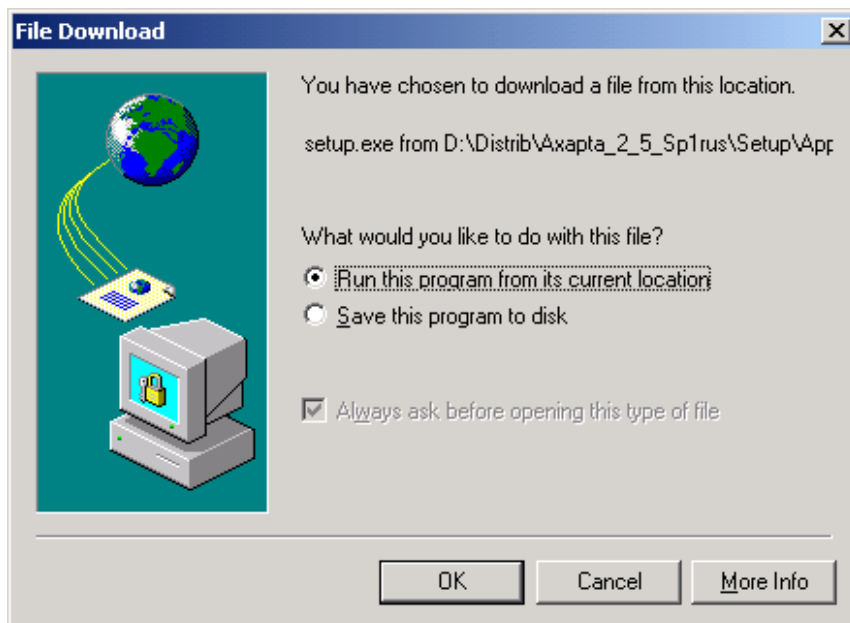 File Download
You have chosen to download a file from this location.
setup.exe from D:\Distrib\Axapta_2_5_Sp1rus\Setup\App
What would you like to do with this file?
Run this program from its current location
Save this program to disk
Always ask before opening this type of file
OK Cancel More Info